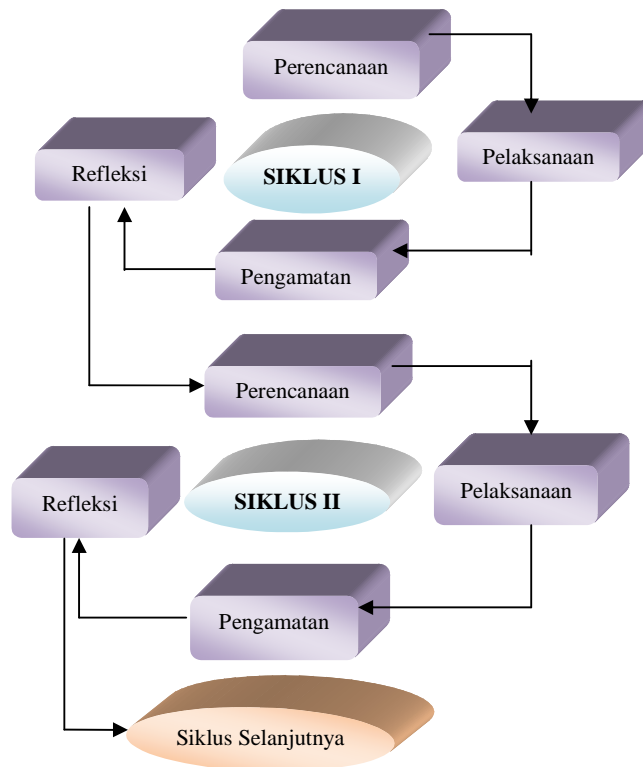 Perencanaan
Pelaksanaan
Refleksi
SIKLUS I
Pengamatan
Perencanaan
Pelaksanaan
Refleksi
SIKLUS II
Pengamatan
Siklus Selanjutnya